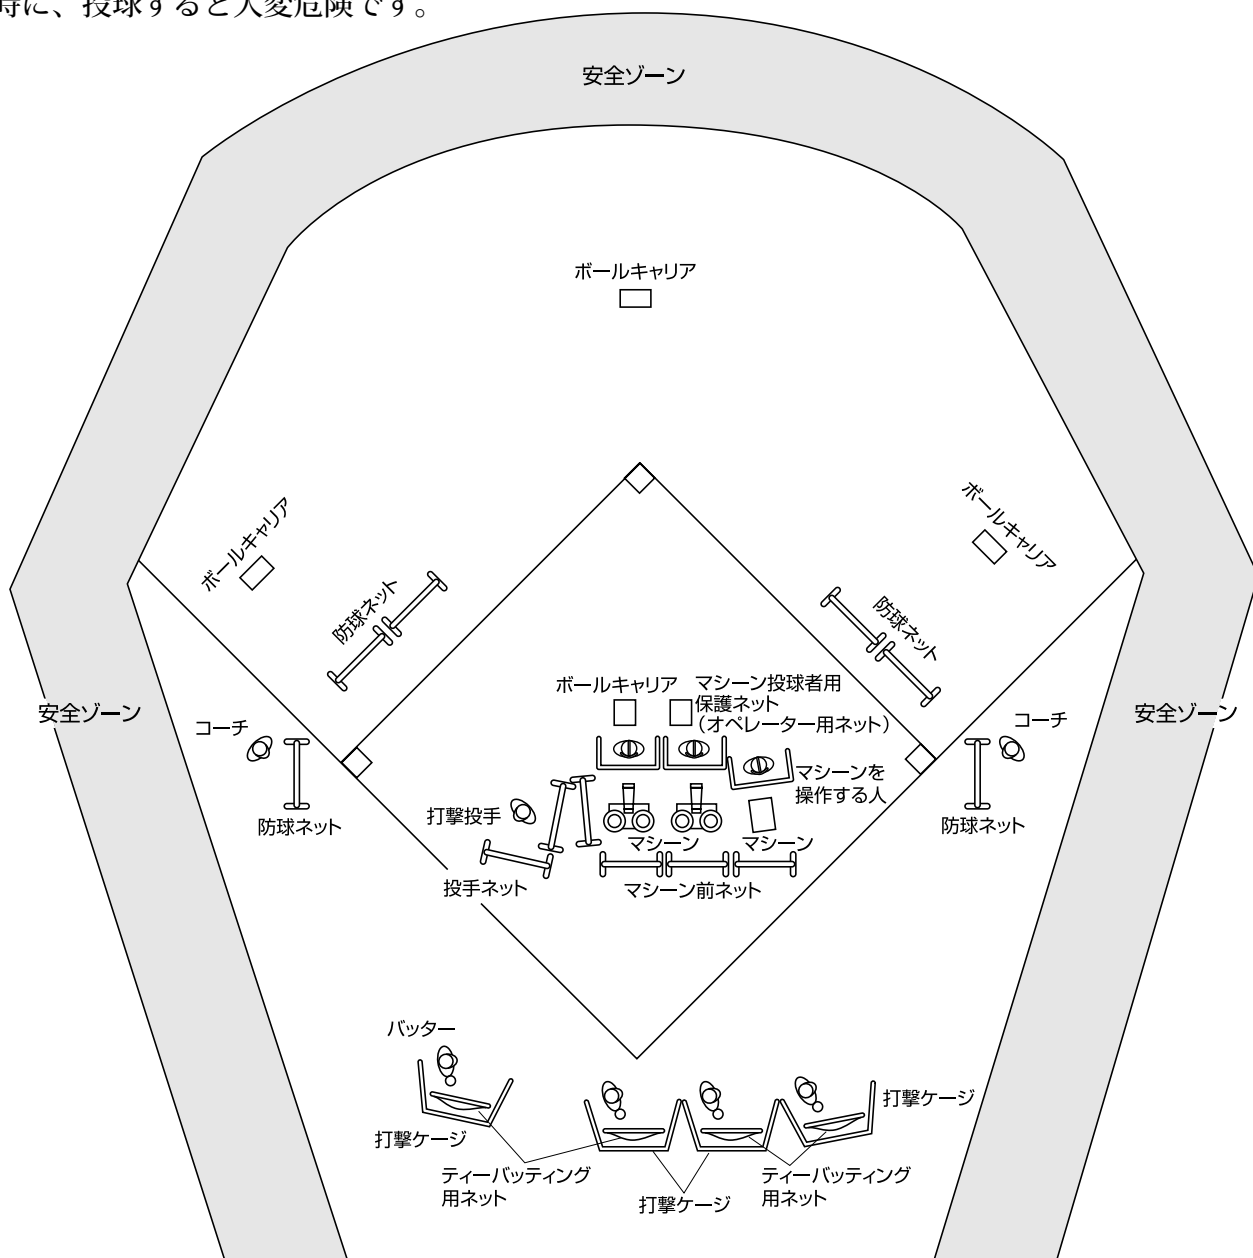 時に、投球すると大変危険です。
安全ゾーン
ボールキャリア
ボールキャリア
ボールキャリア
防球ネット
防球ネット
ボールキャリア
マシーン投球者用
保護ネット
（オペレーター用ネット）
安全ゾーン
安全ゾーン
コーチ
コーチ
マシーンを
操作する人
打撃投手
防球ネット
防球ネット
マシーン
マシーン
投手ネット
マシーン前ネット
バッター
打撃ケージ
打撃ケージ
ティーバッティング
用ネット
ティーバッティング
用ネット
打撃ケージ